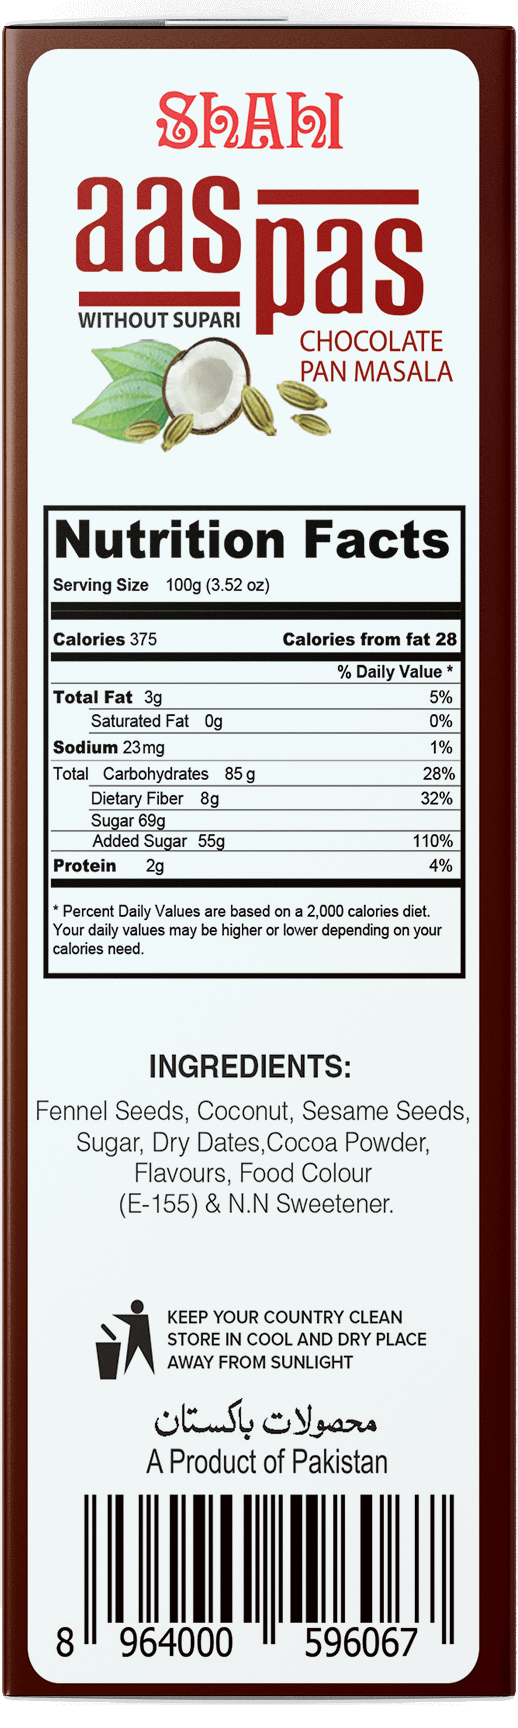 ShAhI
aas pas
WITHOUT SUPARI
CHOCOLATE
PAN MASALA
Nutrition Facts
Serving Size 100g (3.52 oz)
Calories 375 Calories from fat 28
% Daily Value *
Total Fat 3g 5%
Saturated Fat 0g 0%
Sodium 23mg 1%
Total Carbohydrates 85g 28%
Dietary Fiber 8g 32%
Sugar 69g
Added Sugar 55g 110%
Protein 2g 4%
* Percent Daily Values are based on a 2,000 calories diet.
Your daily values may be higher or lower depending on your
calories need.
INGREDIENTS:
Fennel Seeds, Coconut, Sesame Seeds,
Sugar, Dry Dates,Cocoa Powder,
Flavours, Food Colour
(E-155) & N.N Sweetener.
KEEP YOUR COUNTRY CLEAN
STORE IN COOL AND DRY PLACE
AWAY FROM SUNLIGHT
محصولات باکستان
A Product of Pakistan
8 964000 596067